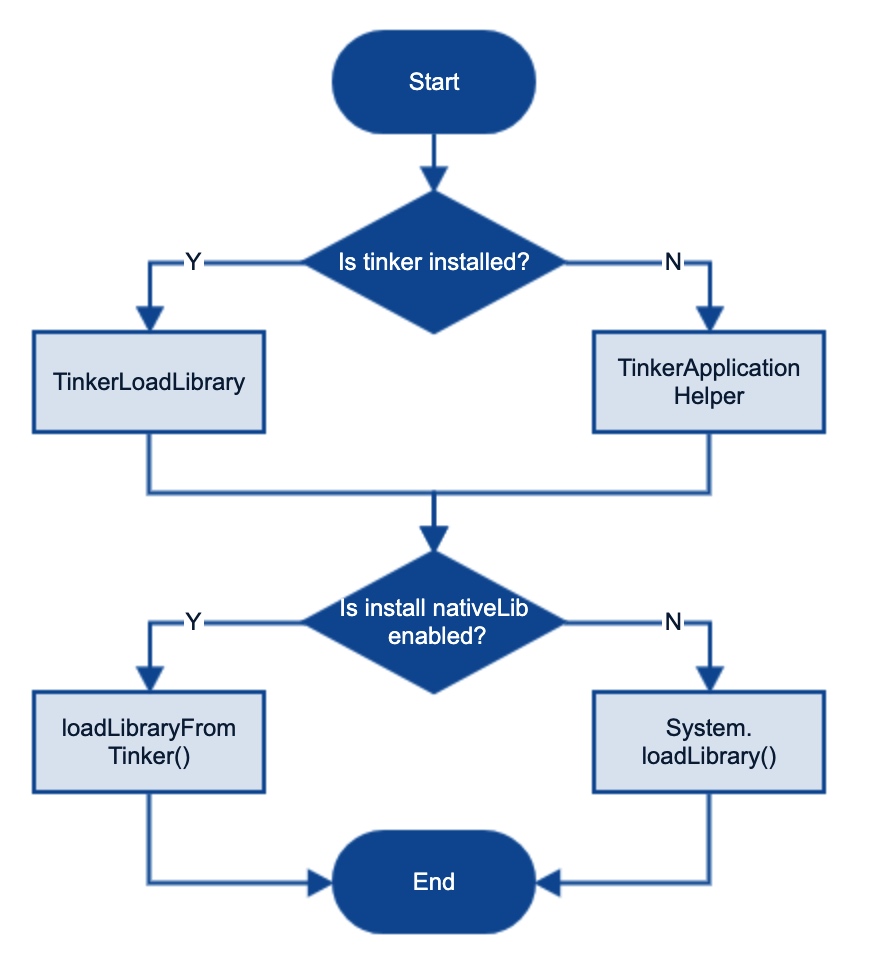 Start
Is tinker installed?
Y
N
TinkerLoadLibrary
TinkerApplication
Helper
Is install nativeLib
enabled?
Y
N
loadLibraryFrom
Tinker()
System.
loadLibrary()
End